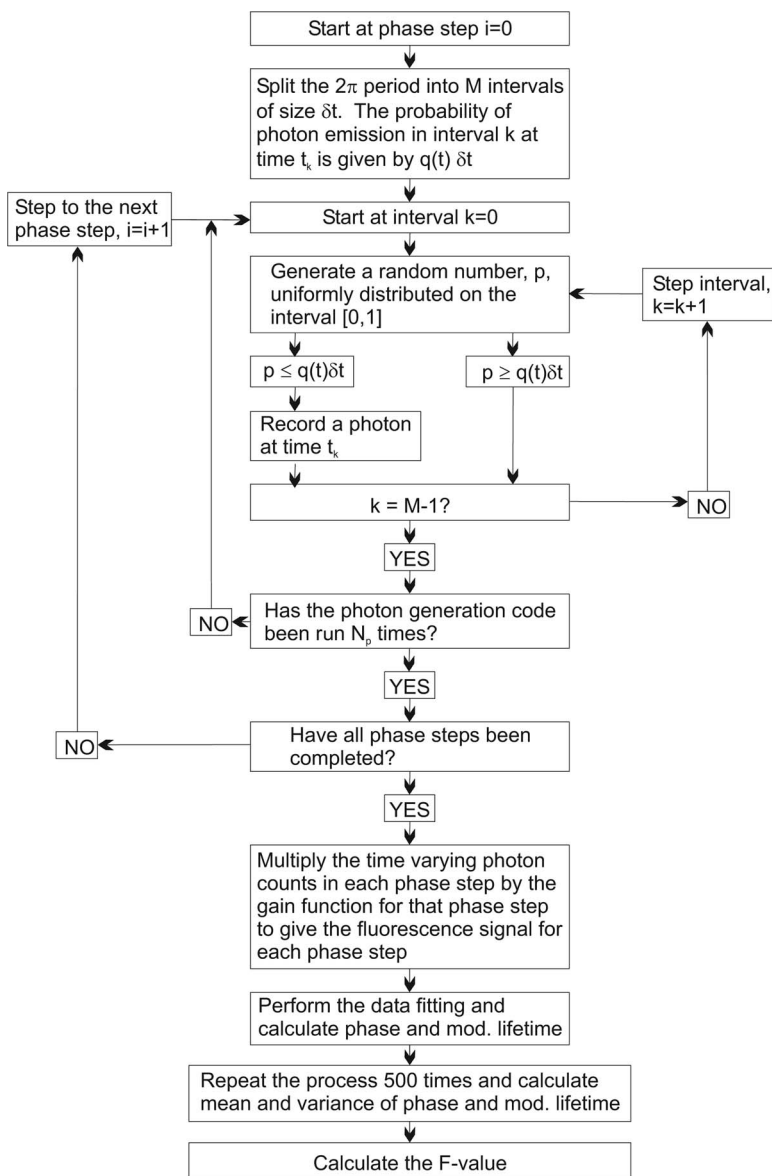 Start at phase step i=0
Split the 2π period into M intervals
of size δt. The probability of
photon emission in interval k at
time tₖ is given by q(t) δt
Step to the next
phase step, i=i+1
Start at interval k=0
Generate a random number, p,
uniformly distributed on the
interval [0,1]
Step interval,
k=k+1
p ≤ q(t)δt
p ≥ q(t)δt
Record a photon
at time tₖ
k = M-1?
NO
YES
Has the photon generation code
been run Nₚ times?
NO
YES
Have all phase steps been
completed?
NO
YES
Multiply the time varying photon
counts in each phase step by the
gain function for that phase step
to give the fluorescence signal for
each phase step
Perform the data fitting and
calculate phase and mod. lifetime
Repeat the process 500 times and calculate
mean and variance of phase and mod. lifetime
Calculate the F-value